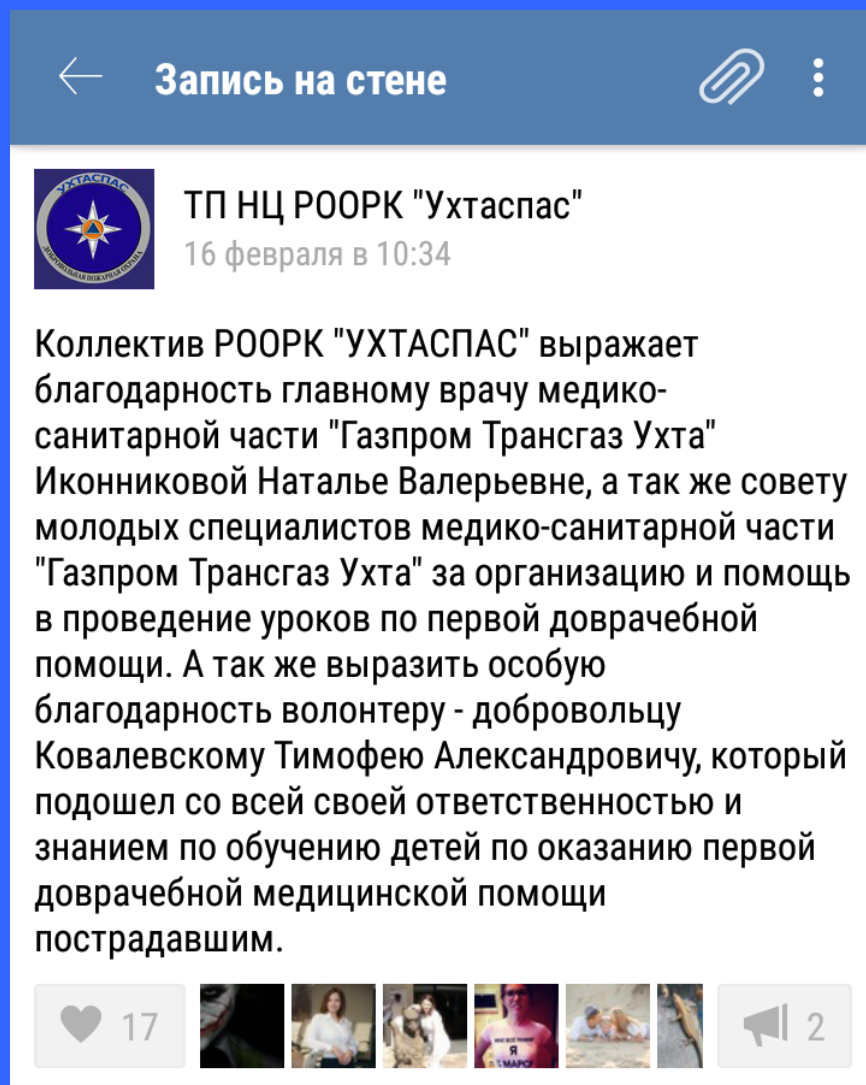 Запись на стене
УХТАСПАС
ДОБРОВОЛЬНАЯ ПОЖАРНАЯ ОХРАНА
ТП НЦ РООРК "Ухтаспас"
16 февраля в 10:34
Коллектив РООРК "УХТАСПАС" выражает
благодарность главному врачу медико-
санитарной части "Газпром Трансгаз Ухта"
Иконниковой Наталье Валерьевне, а так же совету
молодых специалистов медико-санитарной части
"Газпром Трансгаз Ухта" за организацию и помощь
в проведение уроков по первой доврачебной
помощи. А так же выразить особую
благодарность волонтеру - добровольцу
Ковалевскому Тимофею Александровичу, который
подошел со всей своей ответственностью и
знанием по обучению детей по оказанию первой
доврачебной медицинской помощи
пострадавшим.
17
Я
2